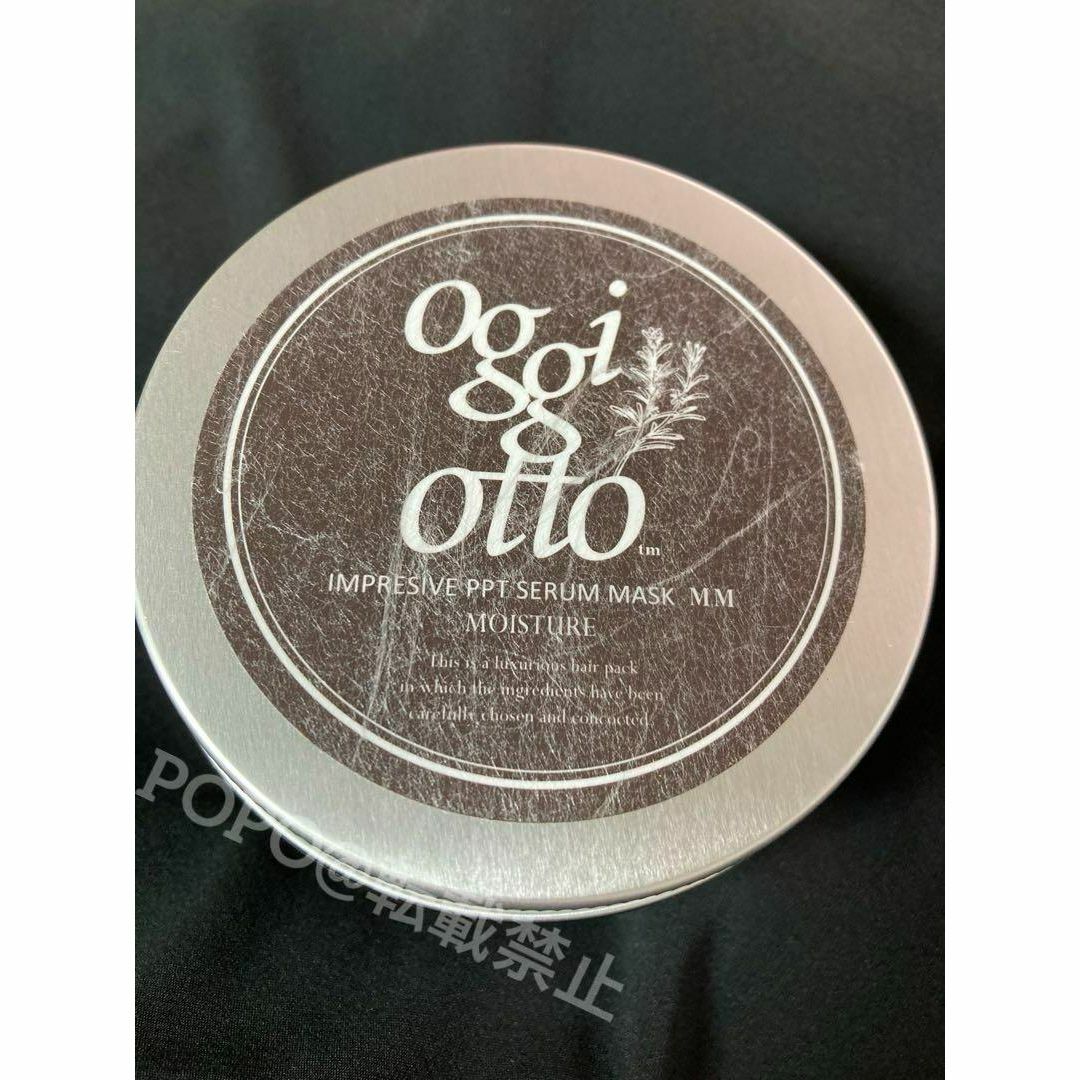 oggi
otto tm
IMPRESIVE PPT SERUM MASK MM
MOISTURE
This is a luxurious hair pack
in which the ingredients have been
carefully chosen and concocted.
POPO@転載禁止